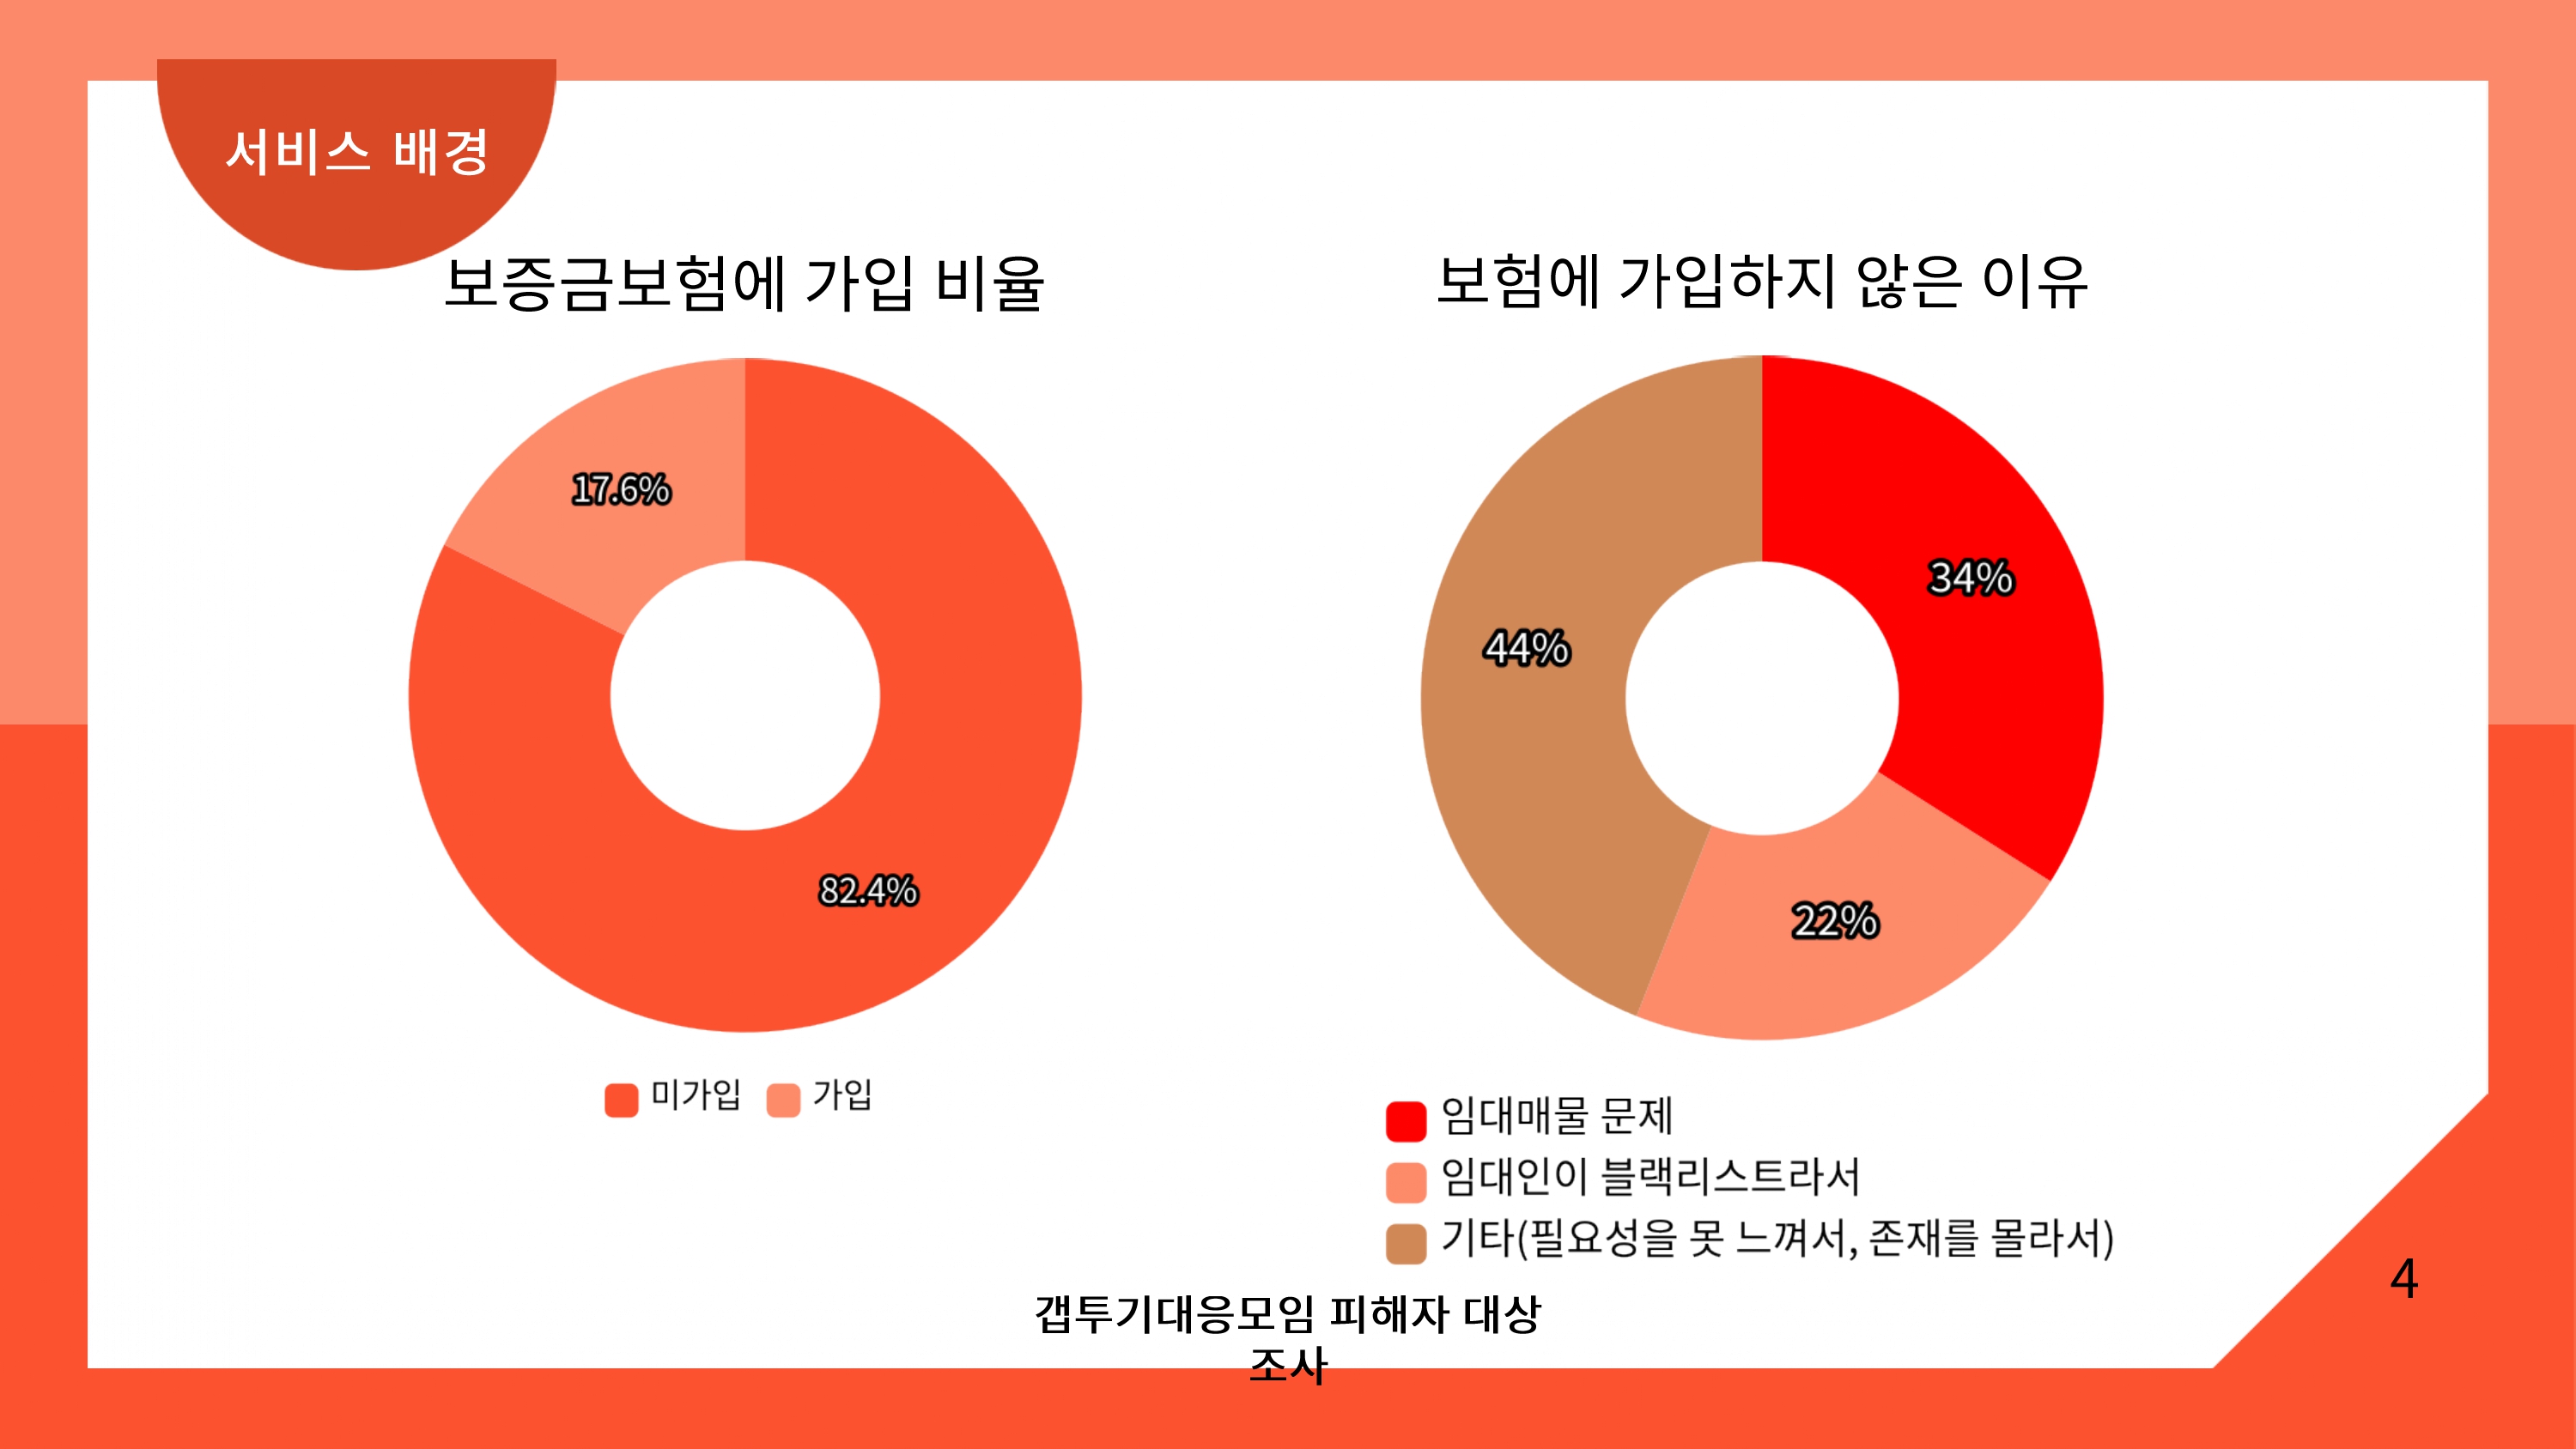 서비스 배경
보증금보험에 가입 비율
17.6%
82.4%
미가입 가입
보험에 가입하지 않은 이유
34%
44%
22%
임대매물 문제
임대인이 블랙리스트라서
기타(필요성을 못 느껴서, 존재를 몰라서)
갭투기대응모임 피해자 대상
조사
4